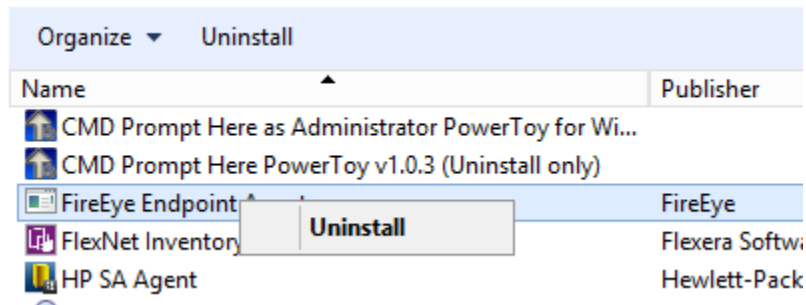 Organize Uninstall
Name Publisher
CMD Prompt Here as Administrator PowerToy for Wi...
CMD Prompt Here PowerToy v1.0.3 (Uninstall only)
FireEye Endpoint FireEye
Uninstall
FlexNet Inventory Flexera Softwa
HP SA Agent Hewlett-Pack